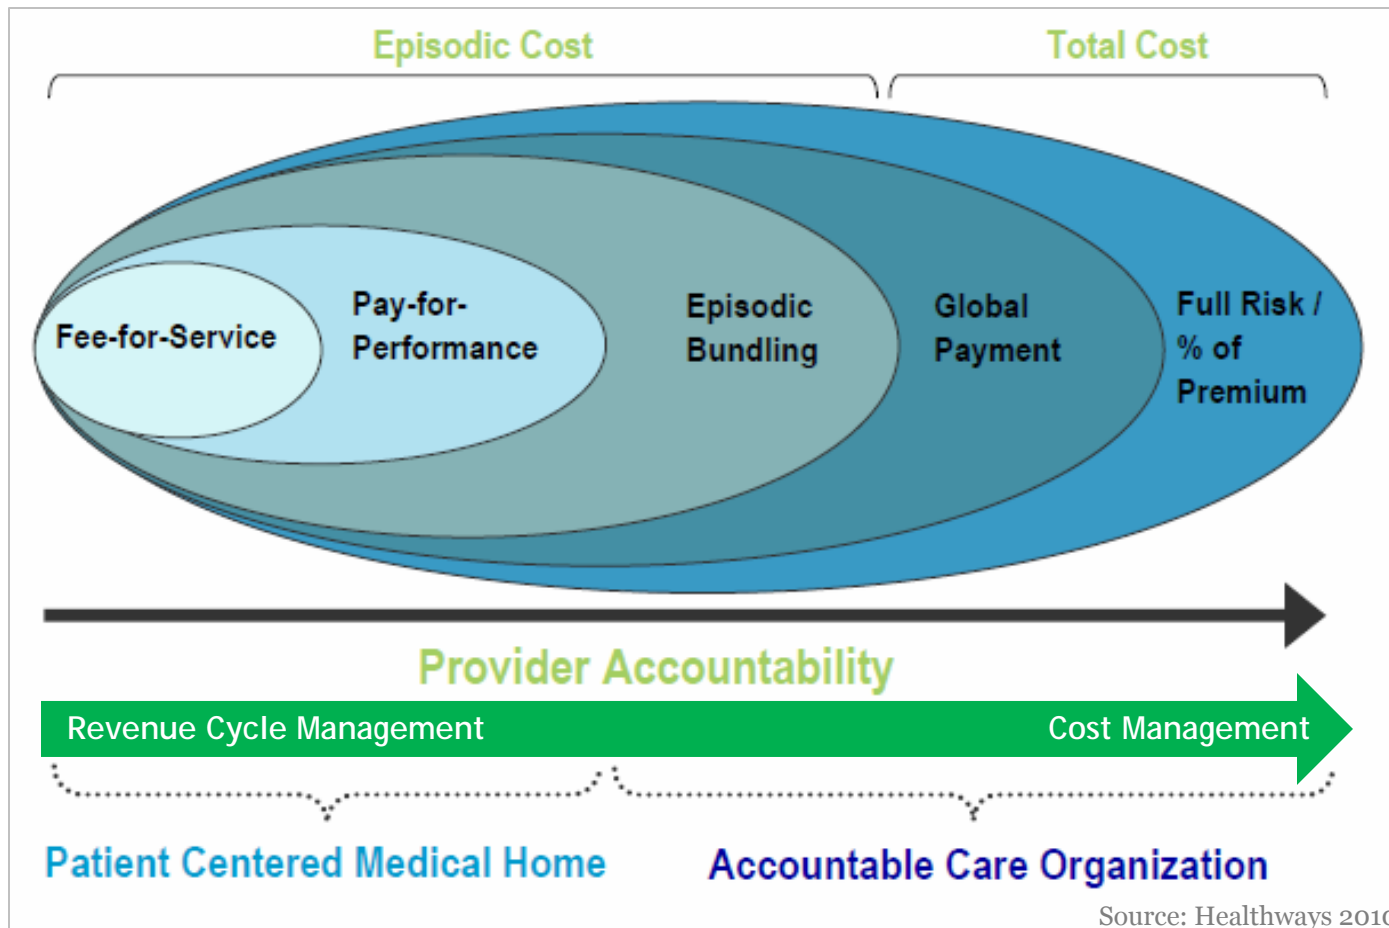 Episodic Cost
Total Cost
Fee-for-Service
Pay-for-
Performance
Episodic
Bundling
Global
Payment
Full Risk /
% of
Premium
Provider Accountability
Revenue Cycle Management
Cost Management
Patient Centered Medical Home
Accountable Care Organization
Source: Healthways 2010